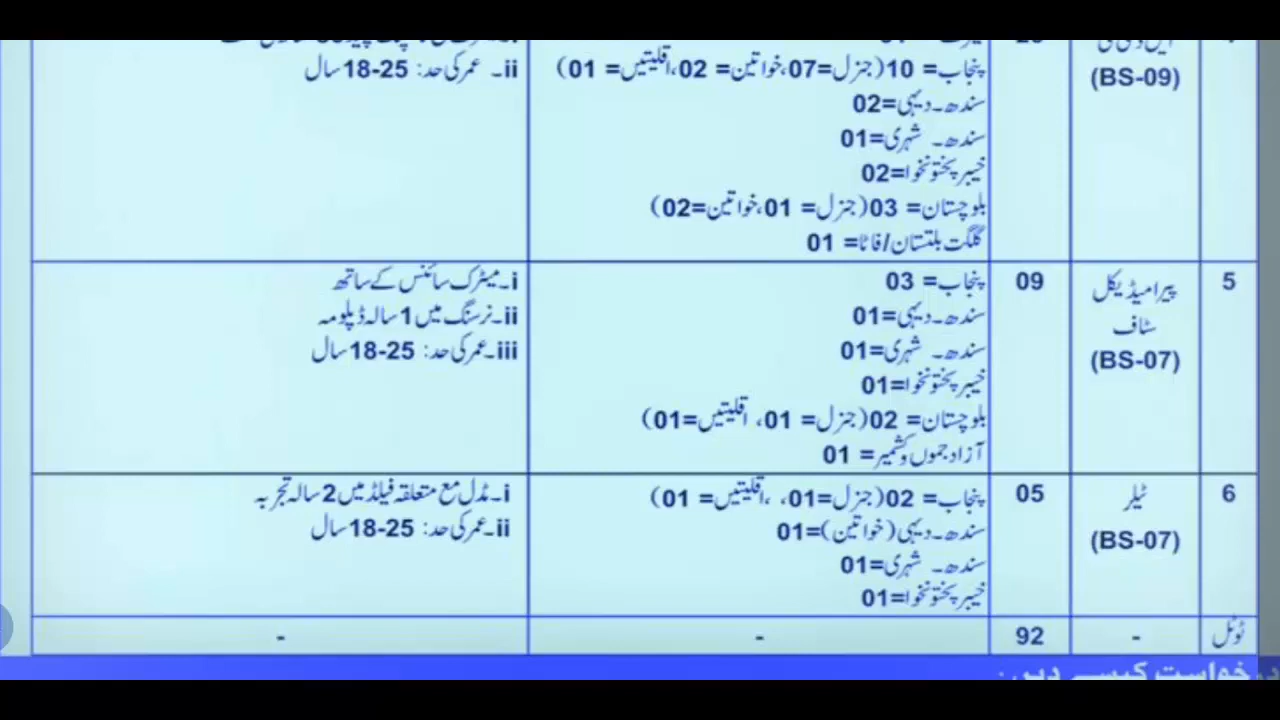 (BS-09)
پنجاب= 10(جنرل=07،خواتین= 02،اقلیتیں= 01)
سندھ۔دیہی=02
سندھ۔ شہری=01
خیبر پختونخوا=02
بلوچستان= 03(جنرل= 01،خواتین=02)
گلگت بلتستان/فاٹا= 01
ii۔ عمر کی حد: 25-18 سال
5
پیرامیڈیکل
سٹاف
(BS-07)
09
پنجاب= 03
سندھ۔دیہی=01
سندھ۔ شہری=01
خیبر پختونخوا=01
بلوچستان= 02(جنرل= 01، اقلیتیں=01)
آزاد جموں وکشمیر= 01
i۔میٹرک سائنس کے ساتھ
ii۔نرسنگ میں 1 سالہ ڈپلومہ
iii۔عمر کی حد: 25-18 سال
6
ٹیلر
(BS-07)
05
پنجاب= 02(جنرل=01، ،اقلیتیں= 01)
سندھ۔دیہی(خواتین)=01
سندھ۔ شہری=01
خیبر پختونخوا=01
i۔مڈل مع متعلقہ فیلڈ میں 2 سالہ تجربہ
ii۔عمر کی حد: 25-18 سال
ٹوٹل
-
92
-
-
درخواست کیسے دیں: